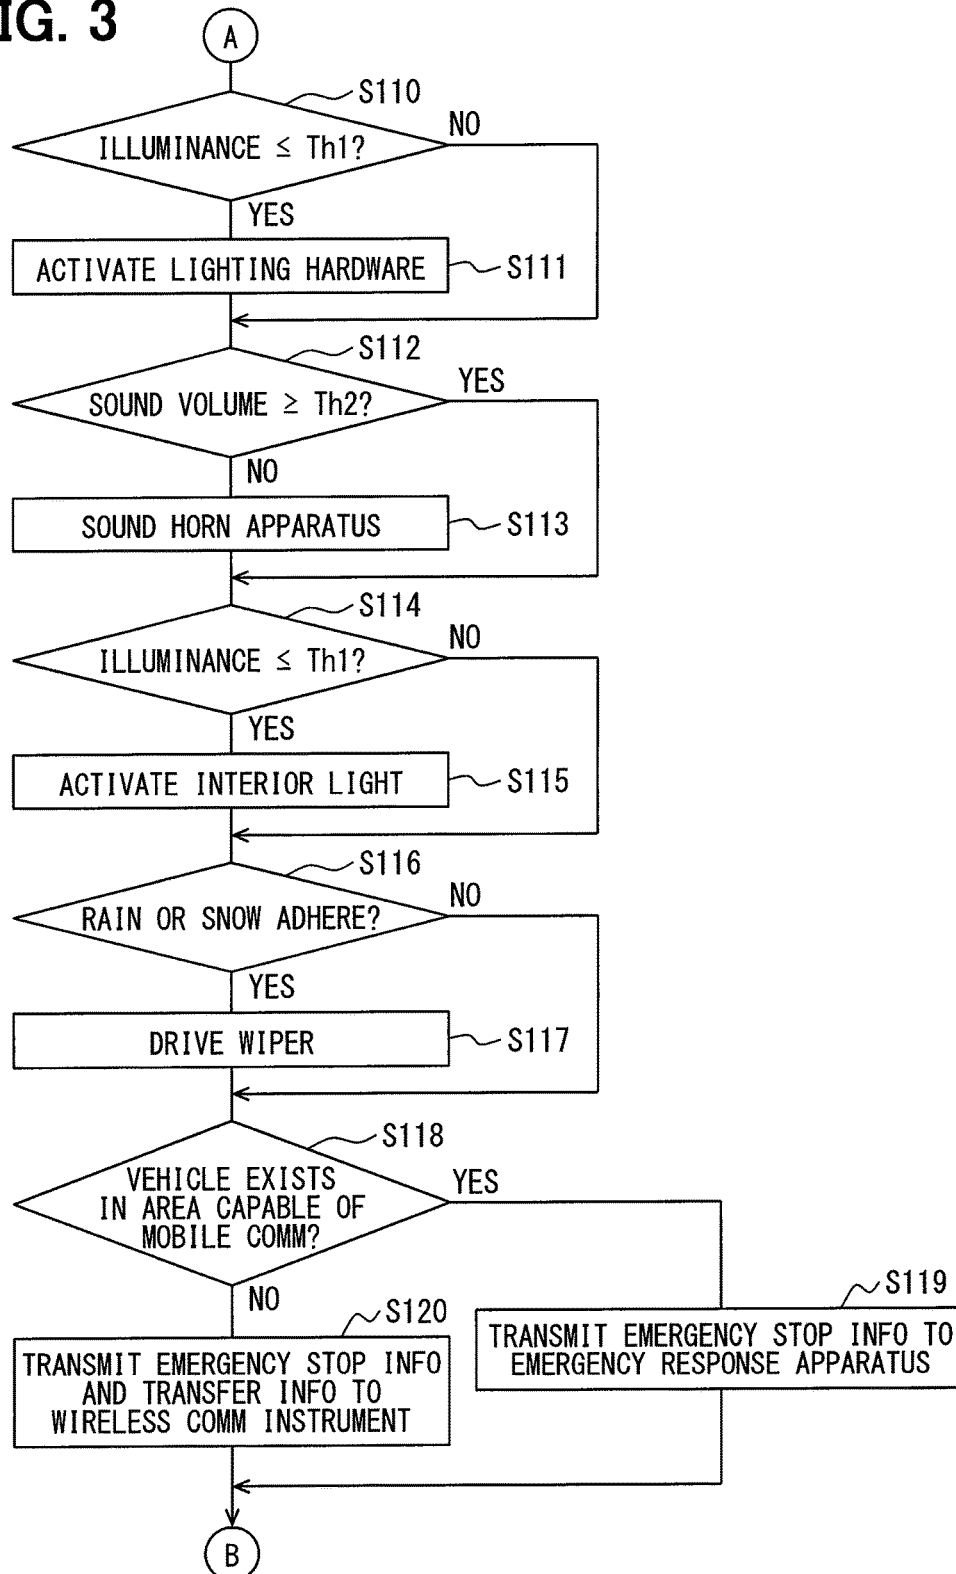 IG. 3
A
S110
ILLUMINANCE ≦ Th1?
NO
YES
ACTIVATE LIGHTING HARDWARE
S111
S112
SOUND VOLUME ≧ Th2?
YES
NO
SOUND HORN APPARATUS
S113
S114
ILLUMINANCE ≦ Th1?
NO
YES
ACTIVATE INTERIOR LIGHT
S115
S116
RAIN OR SNOW ADHERE?
NO
YES
DRIVE WIPER
S117
S118
VEHICLE EXISTS
IN AREA CAPABLE OF
MOBILE COMM?
YES
NO
S119
TRANSMIT EMERGENCY STOP INFO TO
EMERGENCY RESPONSE APPARATUS
S120
TRANSMIT EMERGENCY STOP INFO
AND TRANSFER INFO TO
WIRELESS COMM INSTRUMENT
B